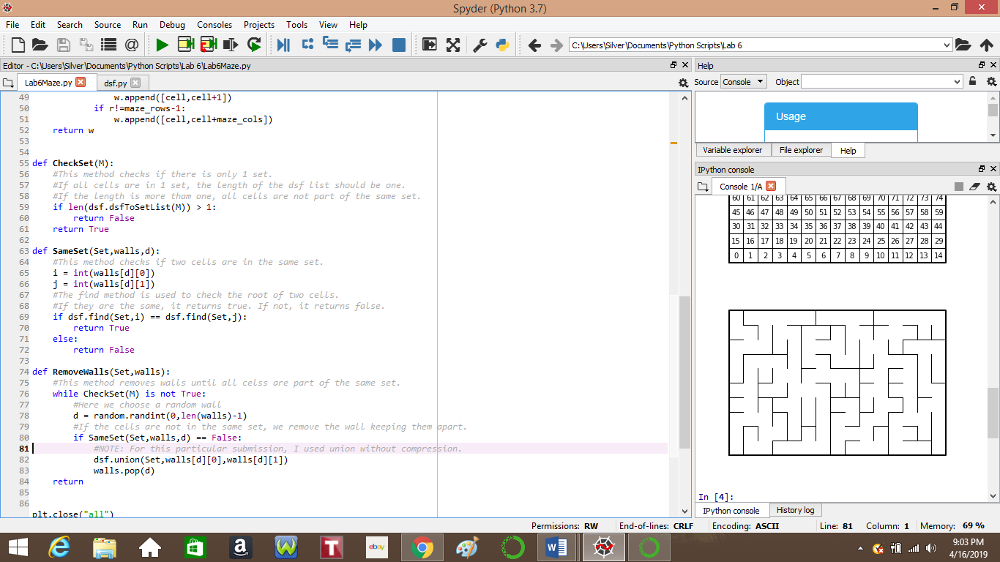 Spyder (Python 3.7)
File Edit Search Source Run Debug Consoles Projects Tools View Help
C:\Users\Silver\Documents\Python Scripts\Lab 6
Editor - C:\Users\Silver\Documents\Python Scripts\Lab 6\Lab6Maze.py
Lab6Maze.py dsf.py
49 w.append([cell,cell+1])
50 if r!=maze_rows-1:
51 w.append([cell,cell+maze_cols])
52 return w
53
54
55 def CheckSet(M):
56 #This method checks if there is only 1 set.
57 #If all cells are in 1 set, the length of the dsf list should be one.
58 #If the length is more tham one, all cells are not part of the same set.
59 if len(dsf.dsfToSetList(M)) > 1:
60 return False
61 return True
62
63 def SameSet(Set,walls,d):
64 #This method checks if two cells are in the same set.
65 i = int(walls[d][0])
66 j = int(walls[d][1])
67 #The find method is used to check the root of two cells.
68 #If they are the same, it returns true. If not, it returns false.
69 if dsf.find(Set,i) == dsf.find(Set,j):
70 return True
71 else:
72 return False
73
74 def RemoveWalls(Set,walls):
75 #This method removes walls until all celss are part of the same set.
76 while CheckSet(M) is not True:
77 #Here we choose a random wall
78 d = random.randint(0,len(walls)-1)
79 #If the cells are not in the same set, we remove the wall keeping them apart.
80 if SameSet(Set,walls,d) == False:
81 #NOTE: For this particular submission, I used union without compression.
82 dsf.union(Set,walls[d][0],walls[d][1])
83 walls.pop(d)
84 return
85
86
plt.close("all")
Help
Source Console Object
Usage
Variable explorer File explorer Help
IPython console
Console 1/A
60 61 62 63 64 65 66 67 68 69 70 71 72 73 74
45 46 47 48 49 50 51 52 53 54 55 56 57 58 59
30 31 32 33 34 35 36 37 38 39 40 41 42 43 44
15 16 17 18 19 20 21 22 23 24 25 26 27 28 29
0 1 2 3 4 5 6 7 8 9 10 11 12 13 14
In [4]:
IPython console History log
Permissions: RW End-of-lines: CRLF Encoding: ASCII Line: 81 Column: 1 Memory: 69 %
a W T ebay W
9:03 PM
4/16/2019